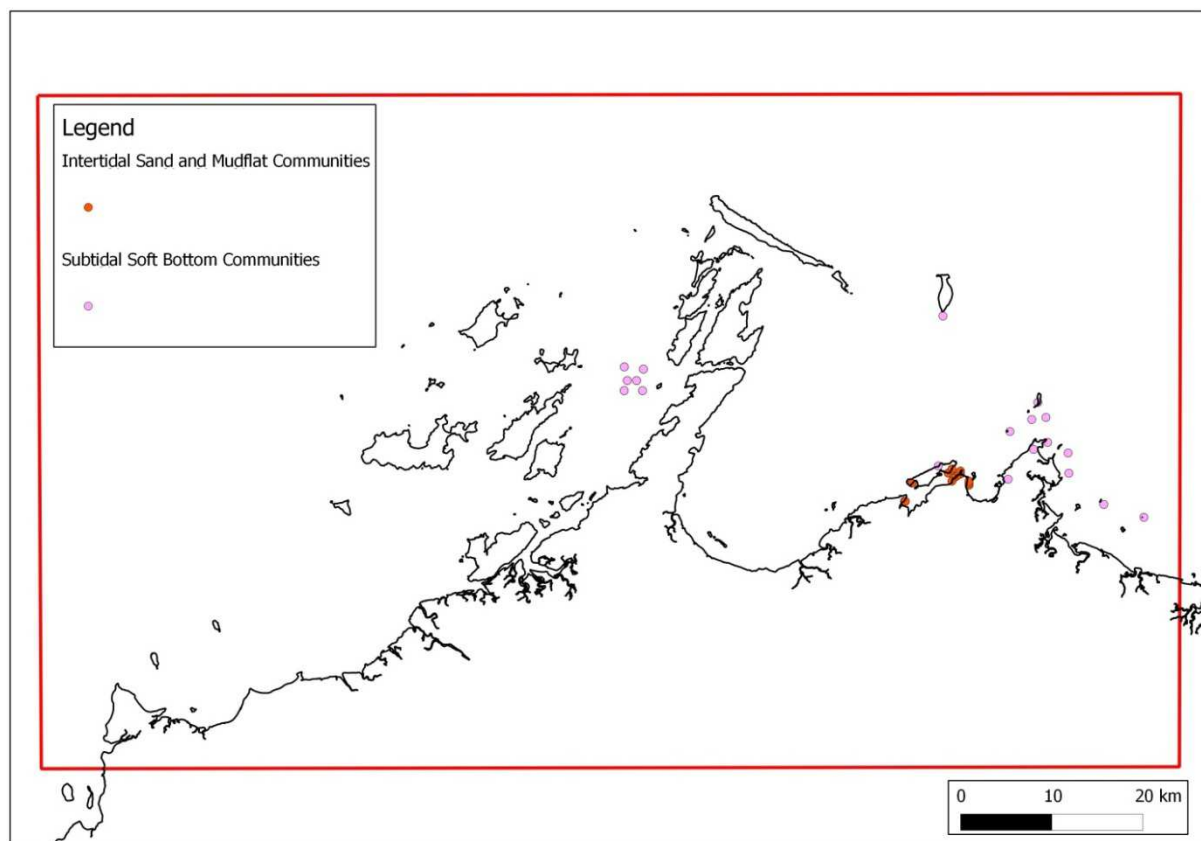 Legend
Intertidal Sand and Mudflat Communities
Subtidal Soft Bottom Communities
0 10 20 km